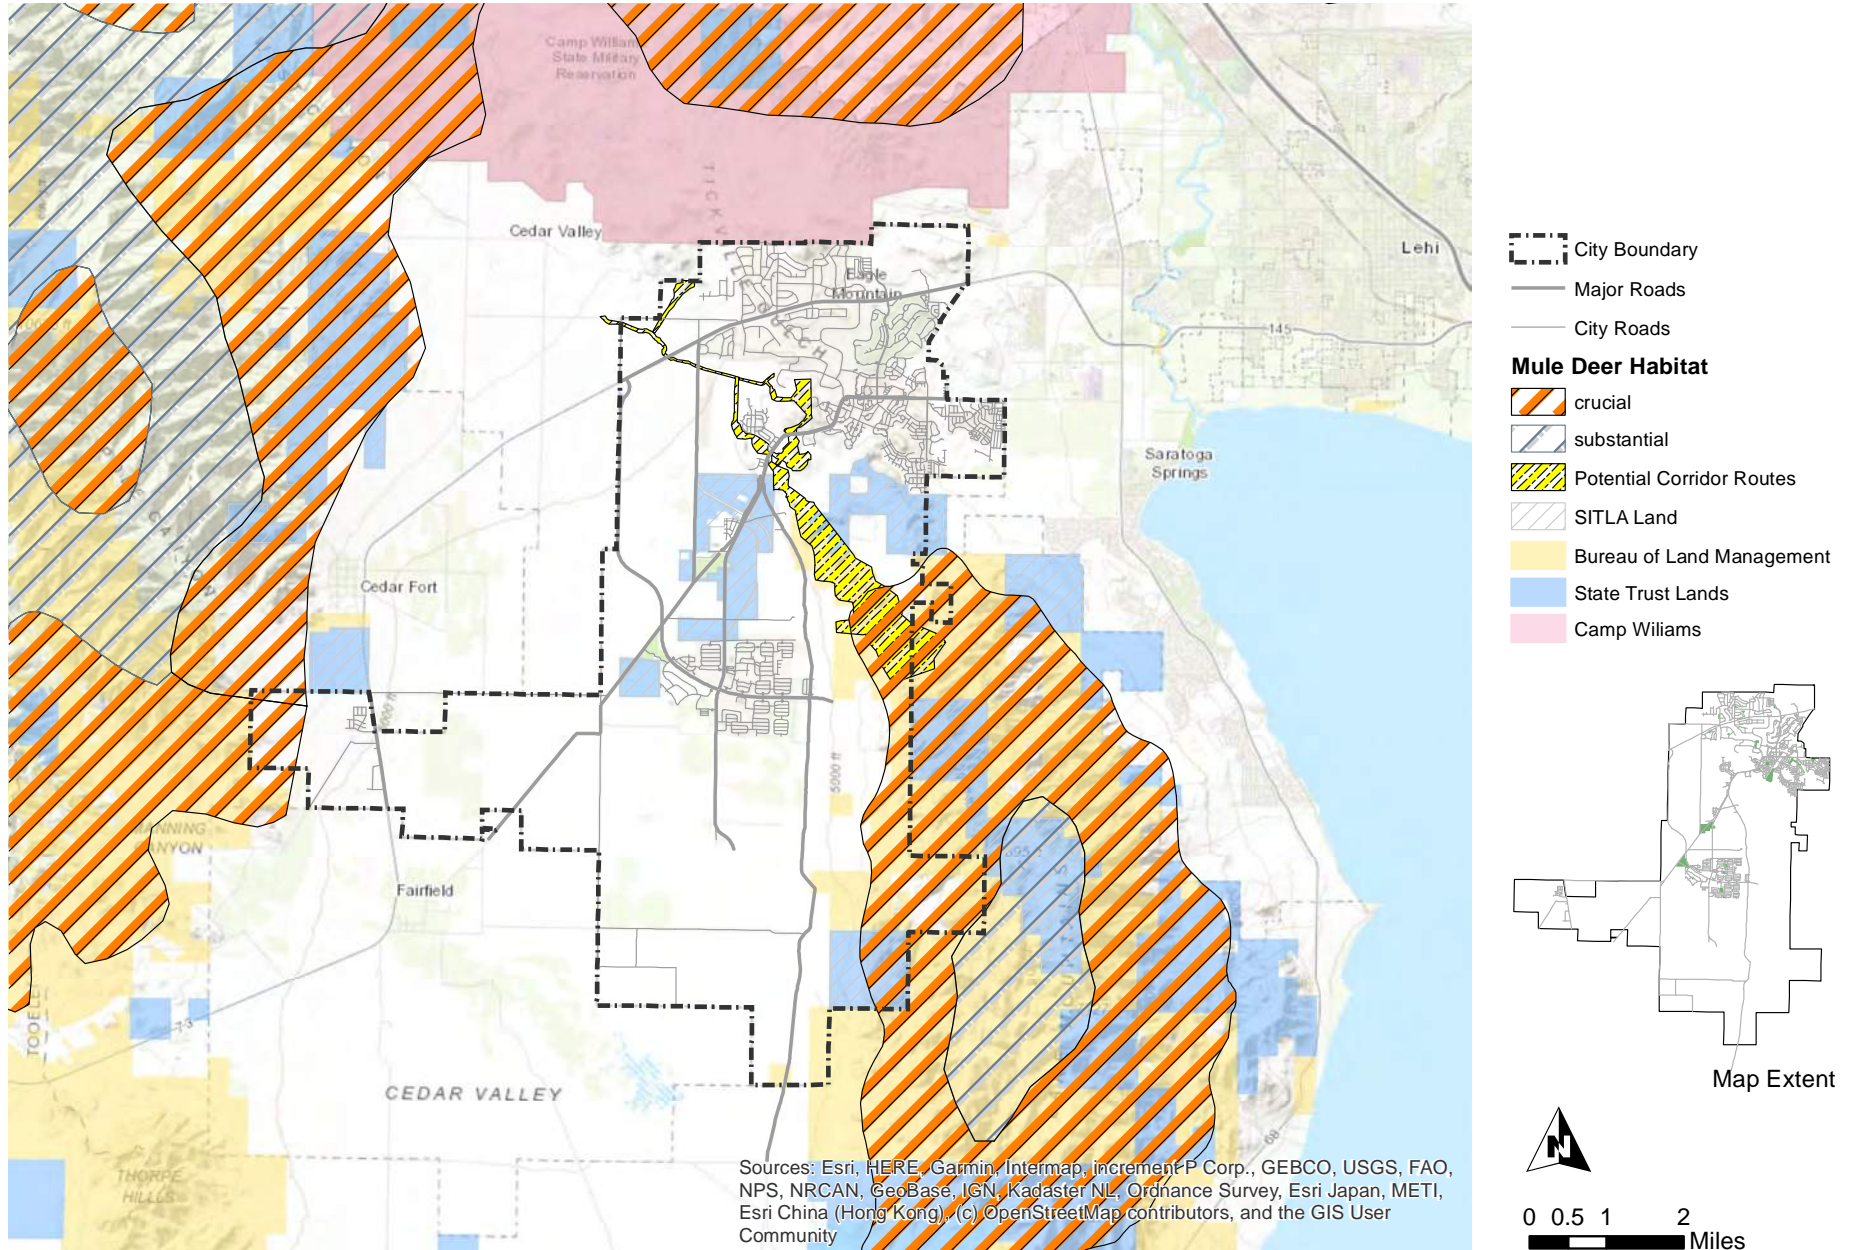 Camp William
State Military
Reservation
Cedar Valley
Eagle
Mountain
Lehi
145
Saratoga
Springs
Cedar Fort
5000 ft
MANNING
CANYON
Fairfield
TOOELE
73
CEDAR VALLEY
THORPE
HILLS
68
Sources: Esri, HERE, Garmin, Intermap, increment P Corp., GEBCO, USGS, FAO,
NPS, NRCAN, GeoBase, IGN, Kadaster NL, Ordnance Survey, Esri Japan, METI,
Esri China (Hong Kong), (c) OpenStreetMap contributors, and the GIS User
Community
City Boundary
Major Roads
City Roads
Mule Deer Habitat
crucial
substantial
Potential Corridor Routes
SITLA Land
Bureau of Land Management
State Trust Lands
Camp Wiliams
Map Extent
N
0 0.5 1 2
Miles